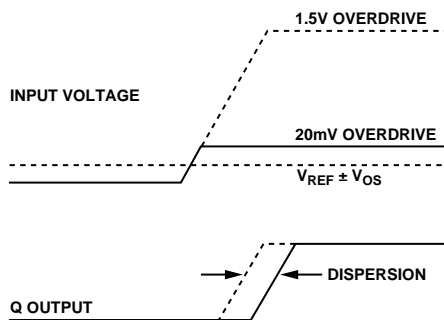 1.5V OVERDRIVE
INPUT VOLTAGE
20mV OVERDRIVE
VREF ± VOS
DISPERSION
Q OUTPUT